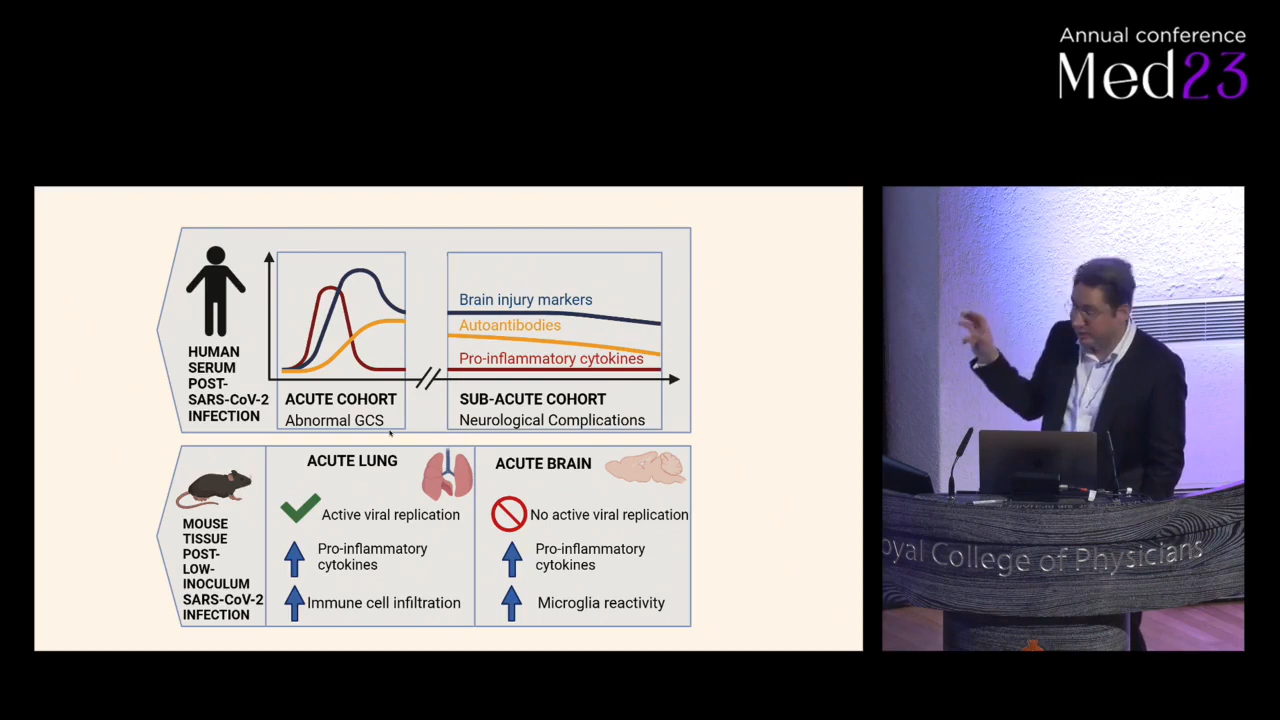 Annual conference
Med23
HUMAN
SERUM
POST-
SARS-CoV-2
INFECTION
Brain injury markers
Autoantibodies
Pro-inflammatory cytokines
ACUTE COHORT
Abnormal GCS
SUB-ACUTE COHORT
Neurological Complications
MOUSE
TISSUE
POST-
LOW-
INOCULUM
SARS-CoV-2
INFECTION
ACUTE LUNG
Active viral replication
Pro-inflammatory
cytokines
Immune cell infiltration
ACUTE BRAIN
No active viral replication
Pro-inflammatory
cytokines
Microglia reactivity
oyal College of Physicians